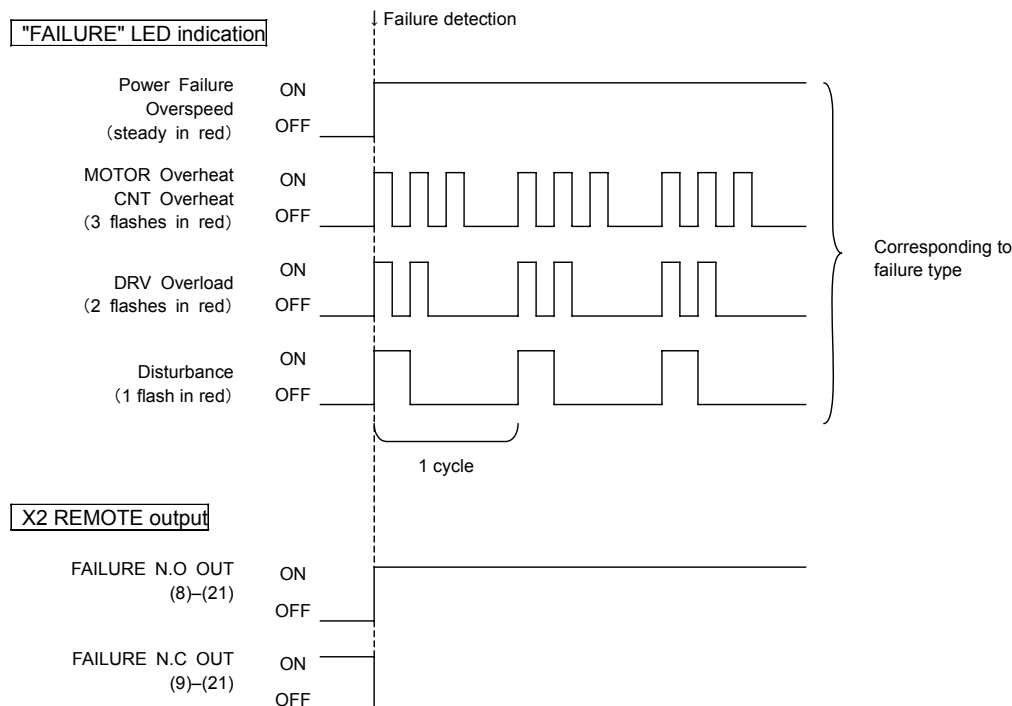 ↓ Failure detection
"FAILURE" LED indication
Power Failure
Overspeed
（steady in red）
ON
OFF
MOTOR Overheat
CNT Overheat
（3 flashes in red）
ON
OFF
DRV Overload
（2 flashes in red）
ON
OFF
Disturbance
（1 flash in red）
ON
OFF
Corresponding to
failure type
1 cycle
X2 REMOTE output
FAILURE N.O OUT
(8)–(21)
ON
OFF
FAILURE N.C OUT
(9)–(21)
ON
OFF